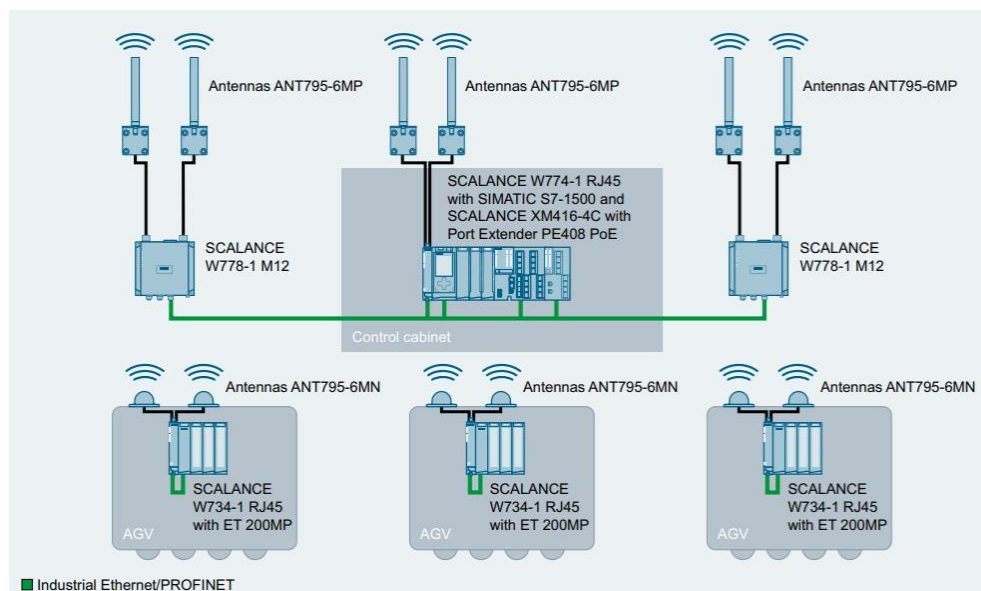 Antennas ANT795-6MP
Antennas ANT795-6MP
Antennas ANT795-6MP
SCALANCE W774-1 RJ45
with SIMATIC S7-1500 and
SCALANCE XM416-4C with
Port Extender PE408 PoE
SCALANCE
W778-1 M12
SCALANCE
W778-1 M12
Control cabinet
Antennas ANT795-6MN
Antennas ANT795-6MN
Antennas ANT795-6MN
SCALANCE
W734-1 RJ45
with ET 200MP
AGV
SCALANCE
W734-1 RJ45
with ET 200MP
AGV
SCALANCE
W734-1 RJ45
with ET 200MP
AGV
Industrial Ethernet/PROFINET